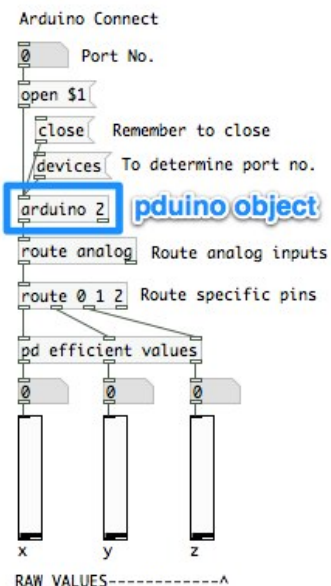 Arduino Connect
0 Port No.
open $1
close Remember to close
devices To determine port no.
arduino 2 pduino object
route analog Route analog inputs
route 0 1 2 Route specific pins
pd efficient values
0 0 0
x y z
RAW VALUES------------^